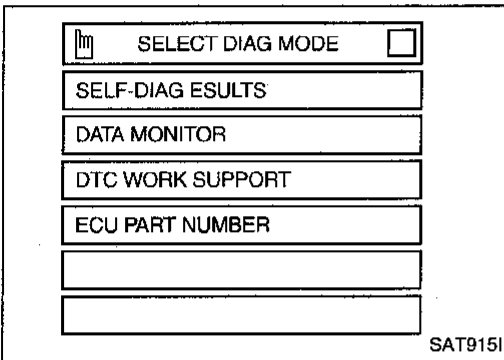 SELECT DIAG MODE
SELF-DIAG ESULTS
DATA MONITOR
DTC WORK SUPPORT
ECU PART NUMBER
SAT915I